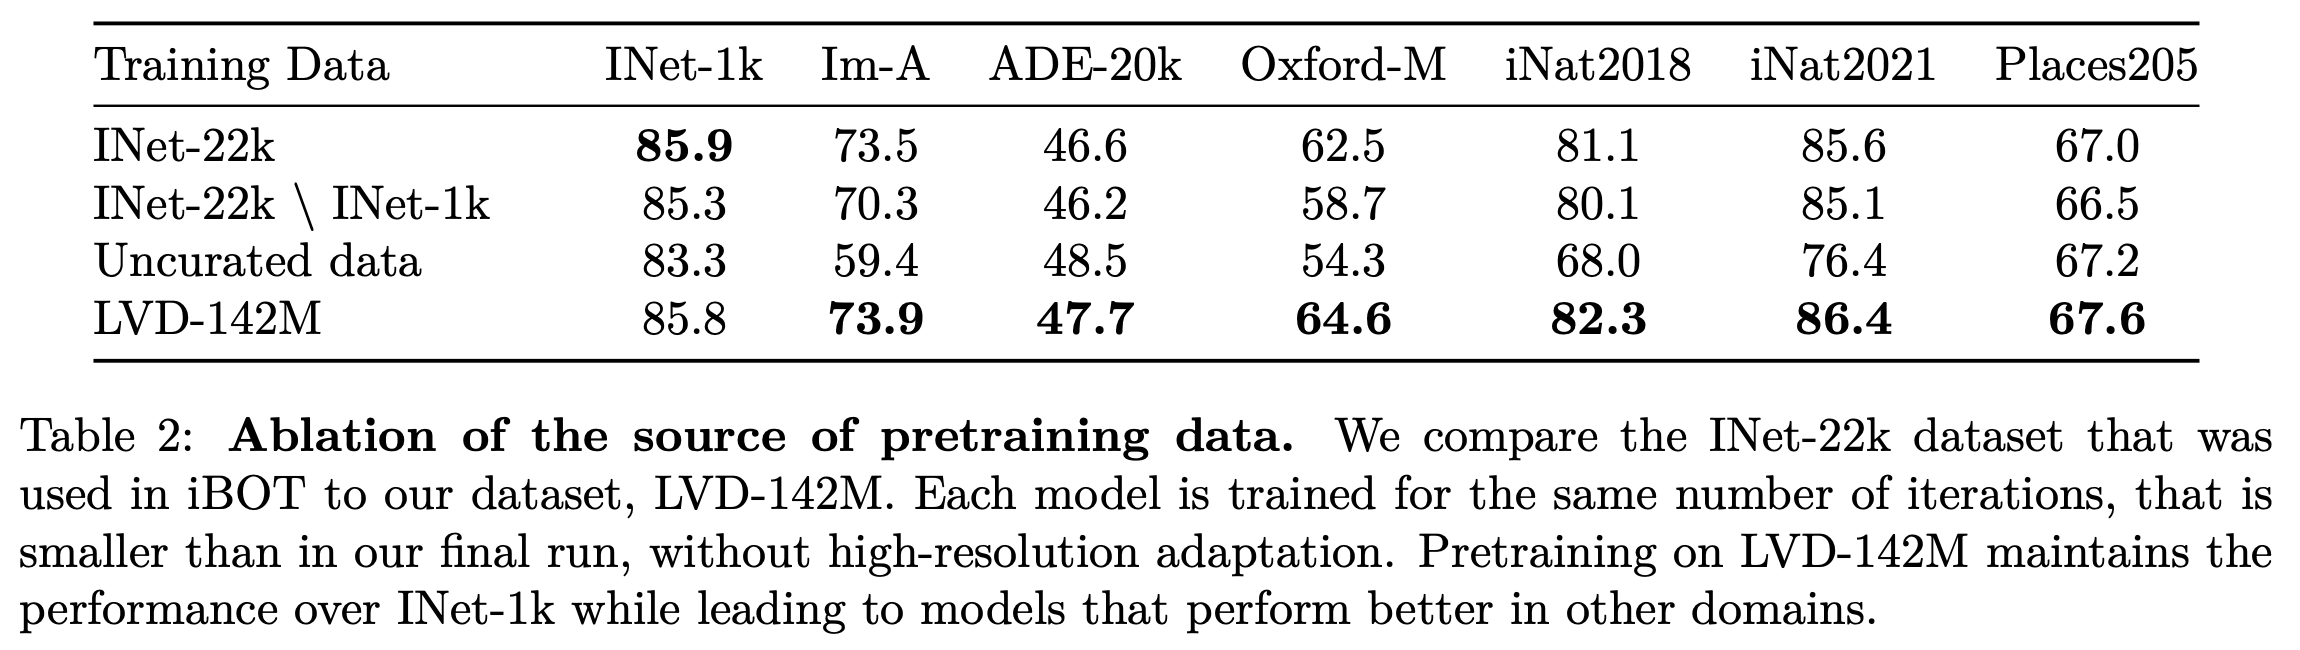 Training Data INet-1k Im-A ADE-20k Oxford-M iNat2018 iNat2021 Places205
INet-22k 85.9 73.5 46.6 62.5 81.1 85.6 67.0
INet-22k \ INet-1k 85.3 70.3 46.2 58.7 80.1 85.1 66.5
Uncurated data 83.3 59.4 48.5 54.3 68.0 76.4 67.2
LVD-142M 85.8 73.9 47.7 64.6 82.3 86.4 67.6
Table 2: Ablation of the source of pretraining data. We compare the INet-22k dataset that was
used in iBOT to our dataset, LVD-142M. Each model is trained for the same number of iterations, that is
smaller than in our final run, without high-resolution adaptation. Pretraining on LVD-142M maintains the
performance over INet-1k while leading to models that perform better in other domains.